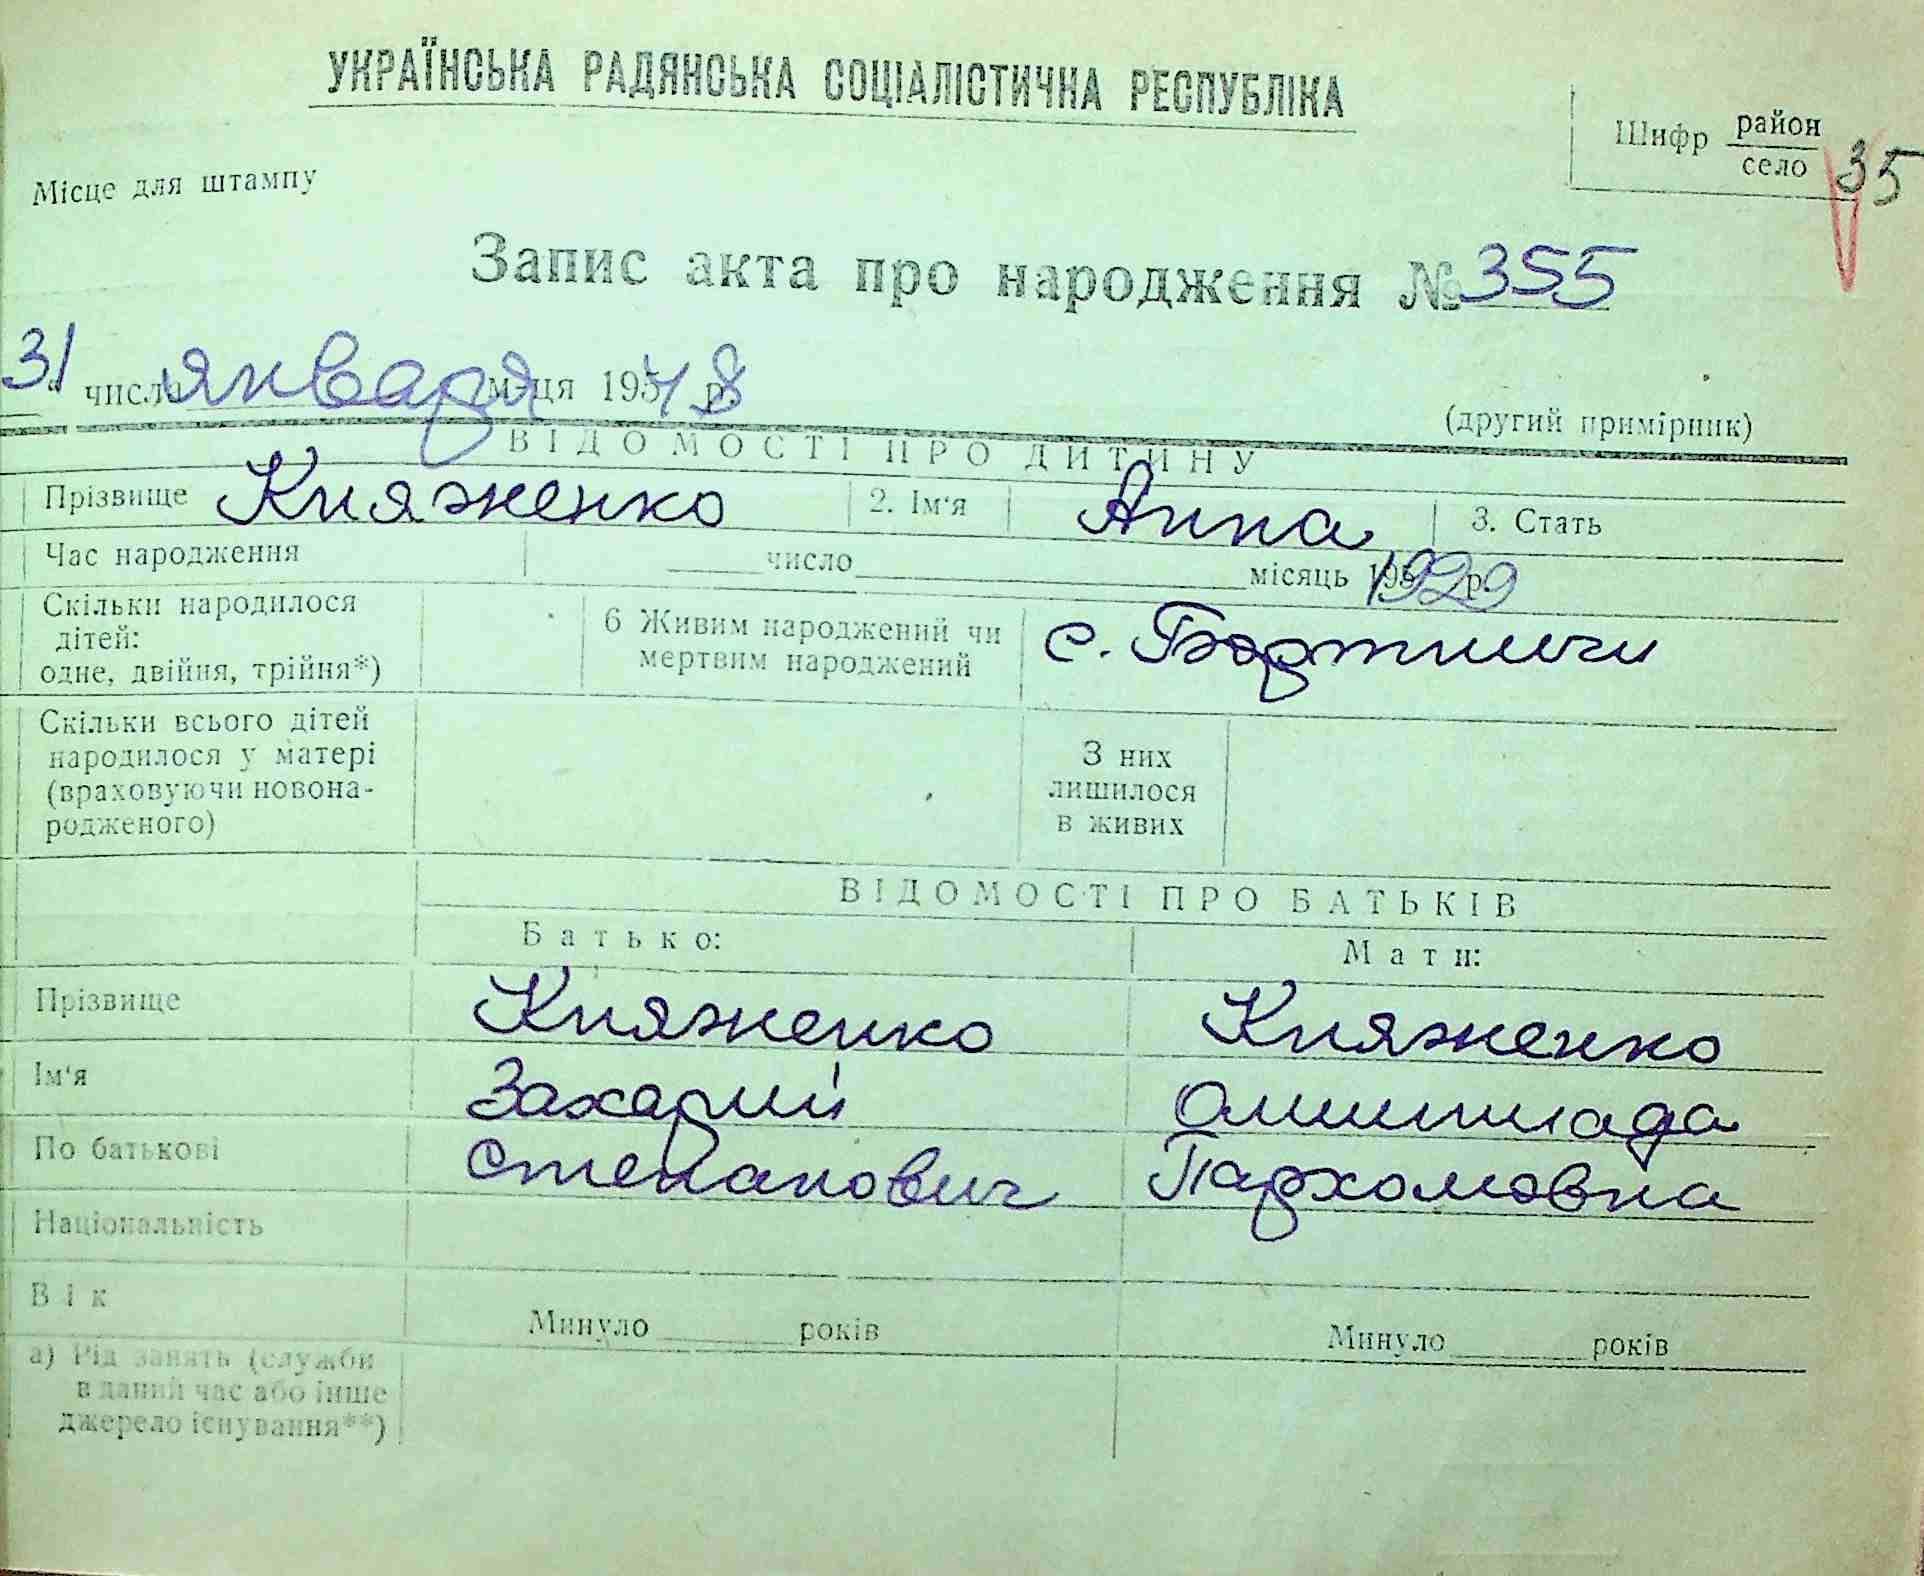 УКРАЇНСЬКА РАДЯНСЬКА СОЦІАЛІСТИЧНА РЕСПУБЛІКА
Шифр район
село 35
Місце для штампу
Запис акта про народження № 355
31 числа января м-ця 1948 р.
(другий примірник)
ВІДОМОСТІ ПРО ДИТИНУ
Прізвище Княженко 2. Ім'я Анна 3. Стать
Час народження число місяць 1929 р.
Скільки народилося
дітей:
одне, двійня, трійня*)
6 Живим народжений чи
мертвим народжений
с. Бортничи
Скільки всього дітей
народилося у матері
(враховуючи новона-
родженого)
З них
лишилося
в живих
ВІДОМОСТІ ПРО БАТЬКІВ
Батько: Мати:
Прізвище Княженко Княженко
Ім'я Захарий Олимпиада
По батькові Степанович Пархомовна
Національність
Вік Минуло років Минуло років
а) Рід занять (служби
в даний час або інше
джерело існування**)